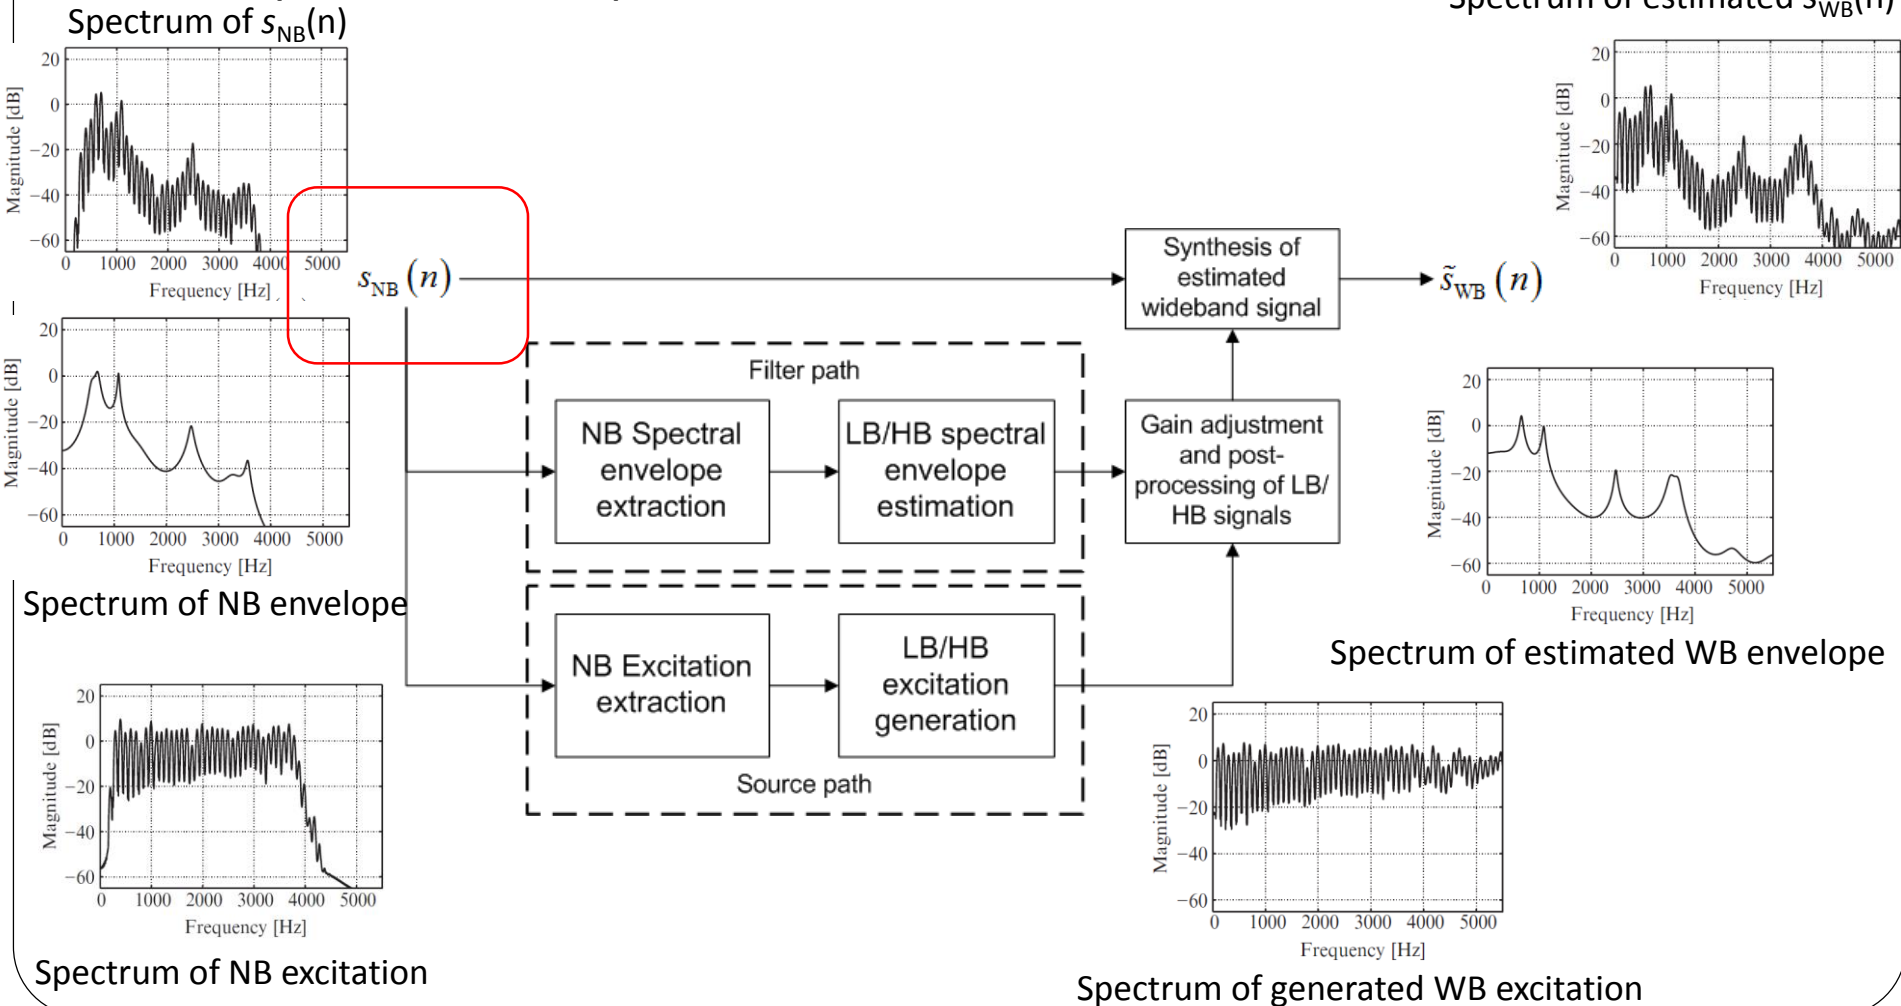 Spectrum of sNB(n)
Spectrum of estimated sWB(n)
20
0
−20
−40
−60
Magnitude [dB]
0 1000 2000 3000 4000 5000
Frequency [Hz]
20
0
−20
−40
−60
Magnitude [dB]
0 1000 2000 3000 4000 5000
Frequency [Hz]
sNB (n)
Synthesis of
estimated
wideband signal
s̃WB (n)
20
0
−20
−40
−60
Magnitude [dB]
0 1000 2000 3000 4000 5000
Frequency [Hz]
Spectrum of NB envelope
Filter path
NB Spectral
envelope
extraction
LB/HB spectral
envelope
estimation
Gain adjustment
and post-
processing of LB/
HB signals
20
0
−20
−40
−60
Magnitude [dB]
0 1000 2000 3000 4000 5000
Frequency [Hz]
Spectrum of estimated WB envelope
NB Excitation
extraction
LB/HB
excitation
generation
Source path
20
0
−20
−40
−60
Magnitude [dB]
0 1000 2000 3000 4000 5000
Frequency [Hz]
Spectrum of NB excitation
20
0
−20
−40
−60
Magnitude [dB]
0 1000 2000 3000 4000 5000
Frequency [Hz]
Spectrum of generated WB excitation